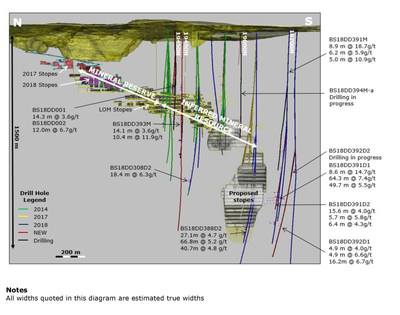 N
S
BS18DD391M
8.9 m @ 18.7g/t
6.2 m @ 5.9g/t
5.0 m @ 10.9g/t
2017 Stopes
2018 Stopes
MINERAL RESERVE
BS18DD394M-a
Drilling in
progress
LOM Stopes
INFERRED MINERAL
RESOURCE
BS18DD001
14.3 m @ 3.6g/t
BS18DD002
12.0m @ 6.7g/t
BS18DD393M
14.1 m @ 3.6g/t
10.4 m @ 11.9g/t
1500 m
BS18DD308D2
18.4 m @ 6.3g/t
BS18DD392D2
Drilling in progress
BS18DD391D1
8.6 m @ 14.7g/t
64.3 m @ 7.4g/t
49.7 m @ 5.5g/t
Drill Hole
Legend
2014
2017
2018
NEW
Drilling
Proposed
stopes
BS18DD391D2
15.6 m @ 4.0g/t
5.7 m @ 5.8g/t
6.4 m @ 4.3g/t
BS18DD388D2
27.1m @ 4.7 g/t
66.8m @ 5.2 g/t
40.7m @ 4.8 g/t
BS18DD392D1
4.9 m @ 4.0g/t
4.9 m @ 6.6g/t
16.2m @ 6.7g/t
200 m
Notes
All widths quoted in this diagram are estimated true widths